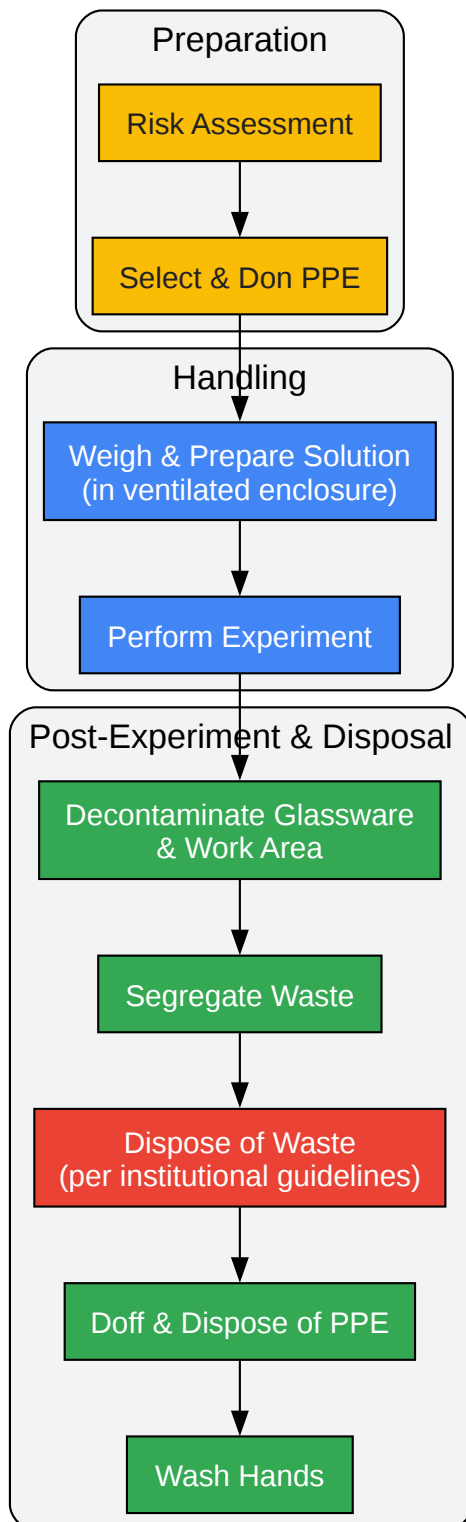 Preparation
Risk Assessment
Select & Don PPE
Handling
Weigh & Prepare Solution
(in ventilated enclosure)
Perform Experiment
Post-Experiment & Disposal
Decontaminate Glassware
& Work Area
Segregate Waste
Dispose of Waste
(per institutional guidelines)
Doff & Dispose of PPE
Wash Hands